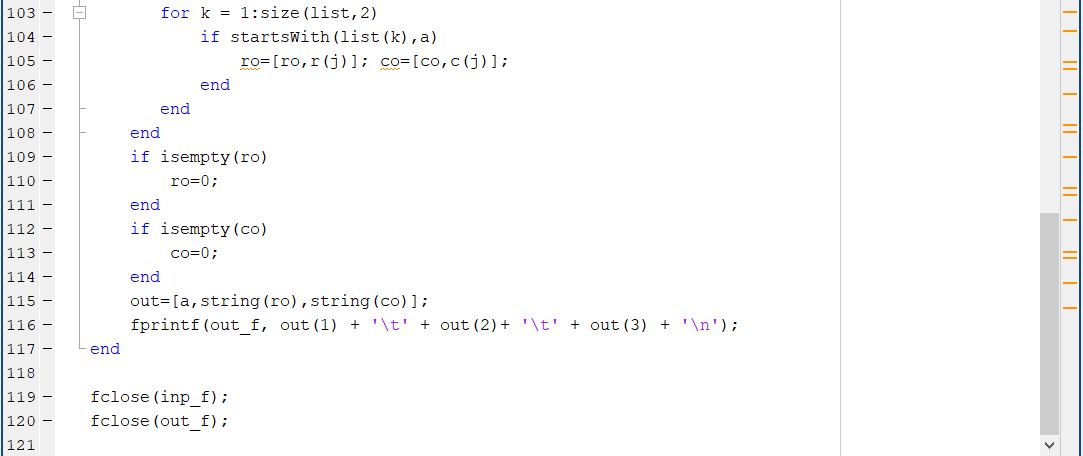 103 -             for k = 1:size(list,2)
104 -                 if startsWith(list(k),a)
105 -                     ro=[ro,r(j)]; co=[co,c(j)];
106 -                 end
107 -             end
108 -         end
109 -         if isempty(ro)
110 -             ro=0;
111 -         end
112 -         if isempty(co)
113 -             co=0;
114 -         end
115 -         out=[a,string(ro),string(co)];
116 -         fprintf(out_f, out(1) + '\t' + out(2)+ '\t' + out(3) + '\n');
117 -     end
118
119 -     fclose(inp_f);
120 -     fclose(out_f);
121